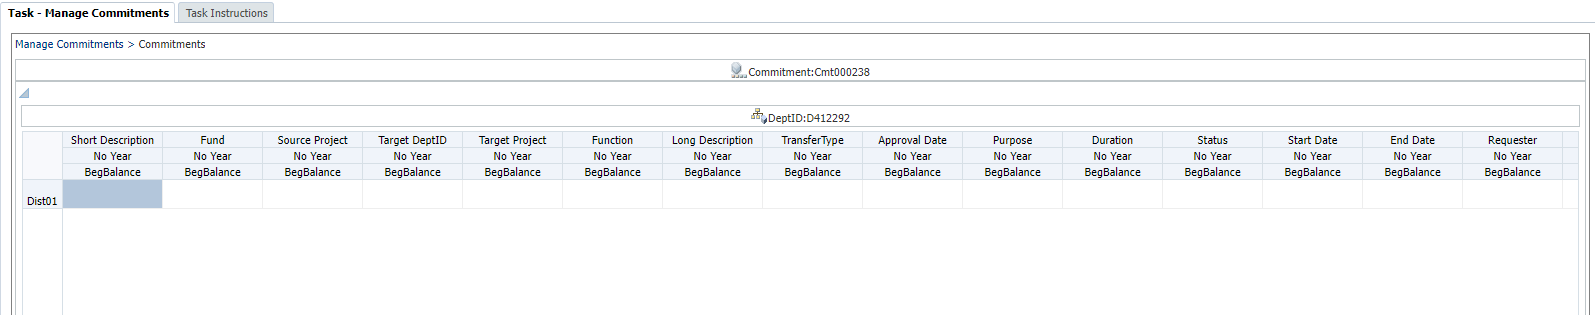 Task - Manage Commitments Task Instructions
Manage Commitments > Commitments
Commitment:Cmt000238
DeptID:D412292
Short Description Fund Source Project Target DeptID Target Project Function Long Description TransferType Approval Date Purpose Duration Status Start Date End Date Requester
No Year No Year No Year No Year No Year No Year No Year No Year No Year No Year No Year No Year No Year No Year No Year
BegBalance BegBalance BegBalance BegBalance BegBalance BegBalance BegBalance BegBalance BegBalance BegBalance BegBalance BegBalance BegBalance BegBalance BegBalance
Dist01